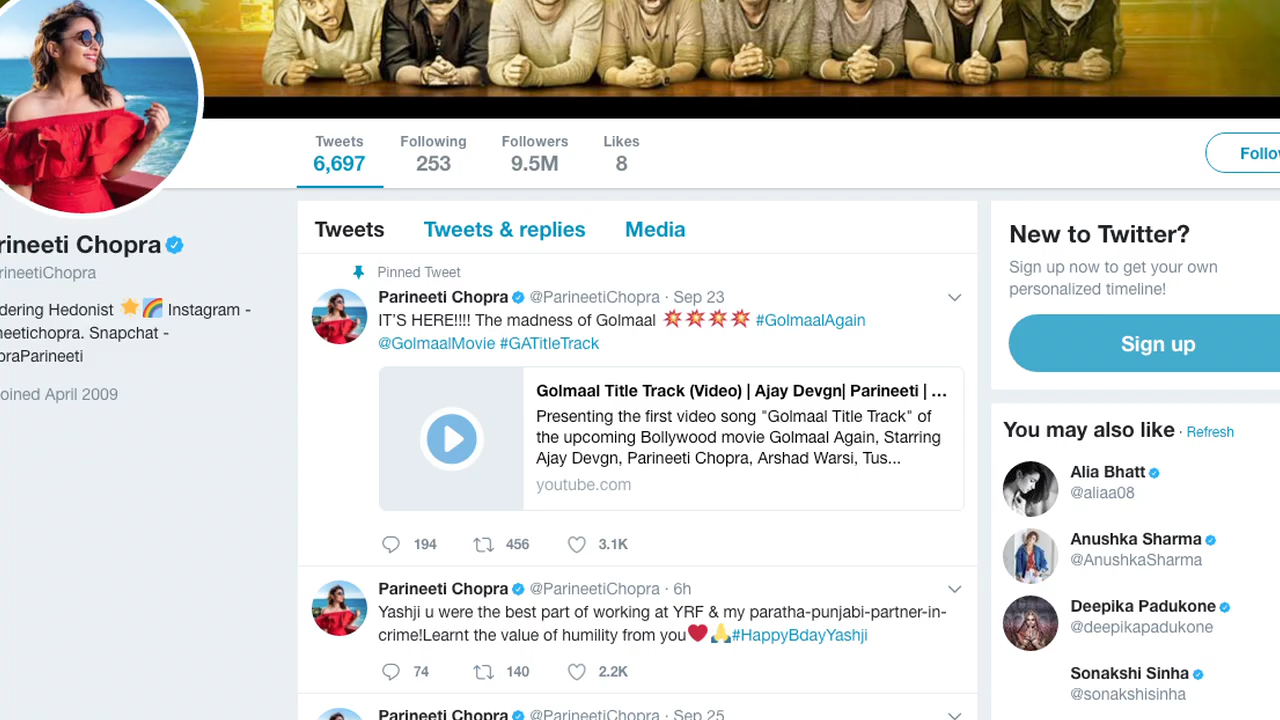 Tweets Following Followers Likes
6,697 253 9.5M 8
Follo
rineeti Chopra
rineetiChopra
dering Hedonist ⭐🌈 Instagram -
neetichopra. Snapchat -
praParineeti
oined April 2009
Tweets Tweets & replies Media
Pinned Tweet
Parineeti Chopra @ParineetiChopra · Sep 23
IT'S HERE!!!! The madness of Golmaal 💥💥💥💥 #GolmaalAgain
@GolmaalMovie #GATitleTrack
Golmaal Title Track (Video) | Ajay Devgn| Parineeti | ...
Presenting the first video song "Golmaal Title Track" of
the upcoming Bollywood movie Golmaal Again, Starring
Ajay Devgn, Parineeti Chopra, Arshad Warsi, Tus...
youtube.com
194 456 3.1K
Parineeti Chopra @ParineetiChopra · 6h
Yashji u were the best part of working at YRF & my paratha-punjabi-partner-in-
crime!Learnt the value of humility from you❤️🙏#HappyBdayYashji
74 140 2.2K
Parineeti Chopra @ParineetiChopra · Sep 25
New to Twitter?
Sign up now to get your own
personalized timeline!
Sign up
You may also like · Refresh
Alia Bhatt
@aliaa08
Anushka Sharma
@AnushkaSharma
Deepika Padukone
@deepikapadukone
Sonakshi Sinha
@sonakshisinha